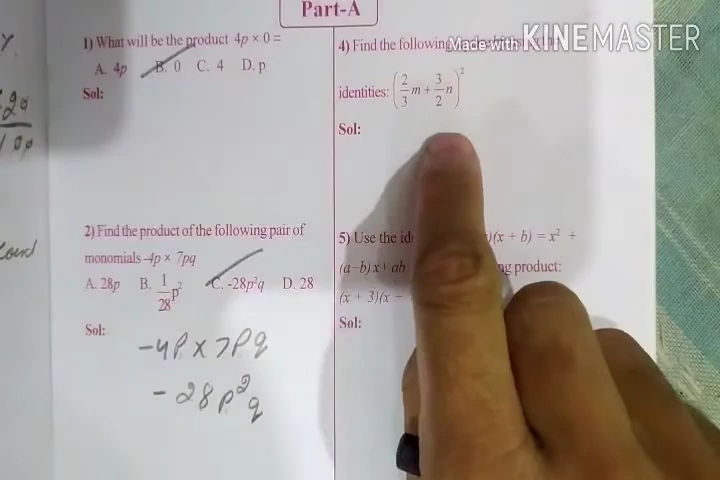 Part-A
Made with KINEMASTER
1) What will be the product 4p × 0 =
A. 4p B. 0 C. 4 D. p
Sol:
2) Find the product of the following pair of
monomials -4p × 7pq
A. 28p B. 1/28 p² C. -28p²q D. 28
Sol:
-4p × 7pq
- 28p²q
4) Find the following
identities: (2/3 m + 3/2 n)²
Sol:
5) Use the )(x + b) = x² +
(a-b) x + ab product:
(x + 3)(x −
Sol: